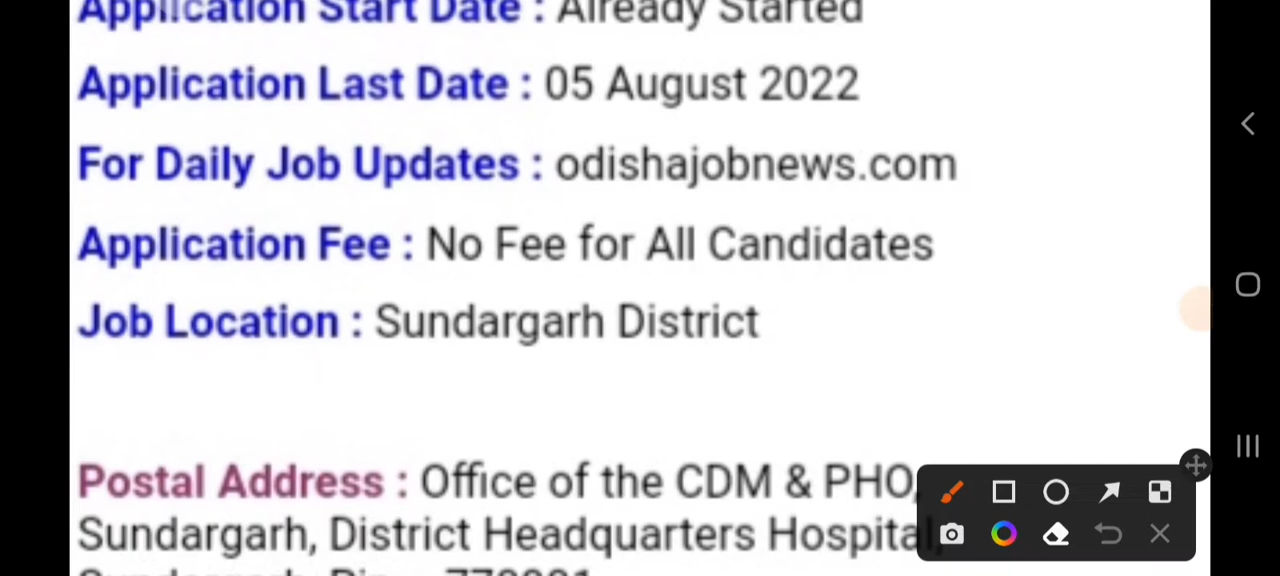 Application Start Date : Already Started
Application Last Date : 05 August 2022
For Daily Job Updates : odishajobnews.com
Application Fee : No Fee for All Candidates
Job Location : Sundargarh District
Postal Address : Office of the CDM & PHO,
Sundargarh, District Headquarters Hospital,